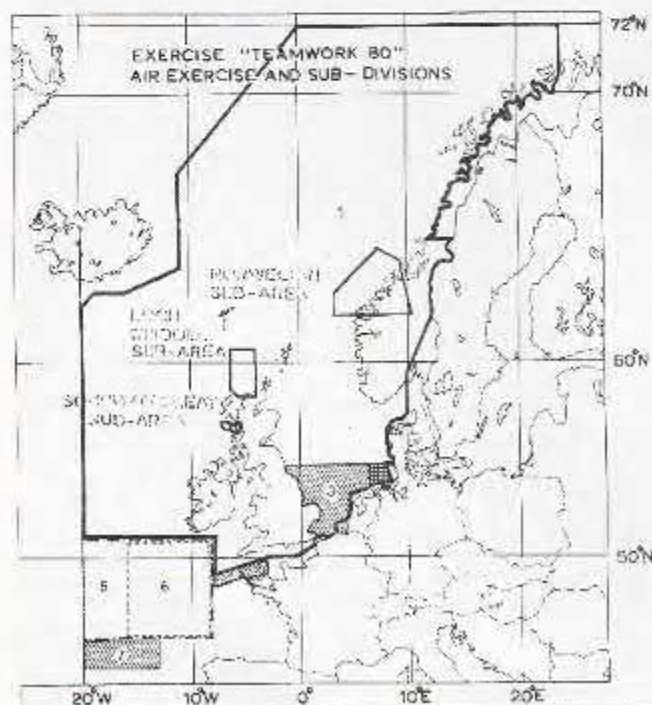 EXERCISE "TEAMWORK 80"
AIR EXERCISE AND SUB-DIVISIONS
72°N
70°N
SUB-AREA
SUB-AREA
60°N
SUB-AREA
3
50°N
5 6
20°W 10°W 0° 10°E 20°E